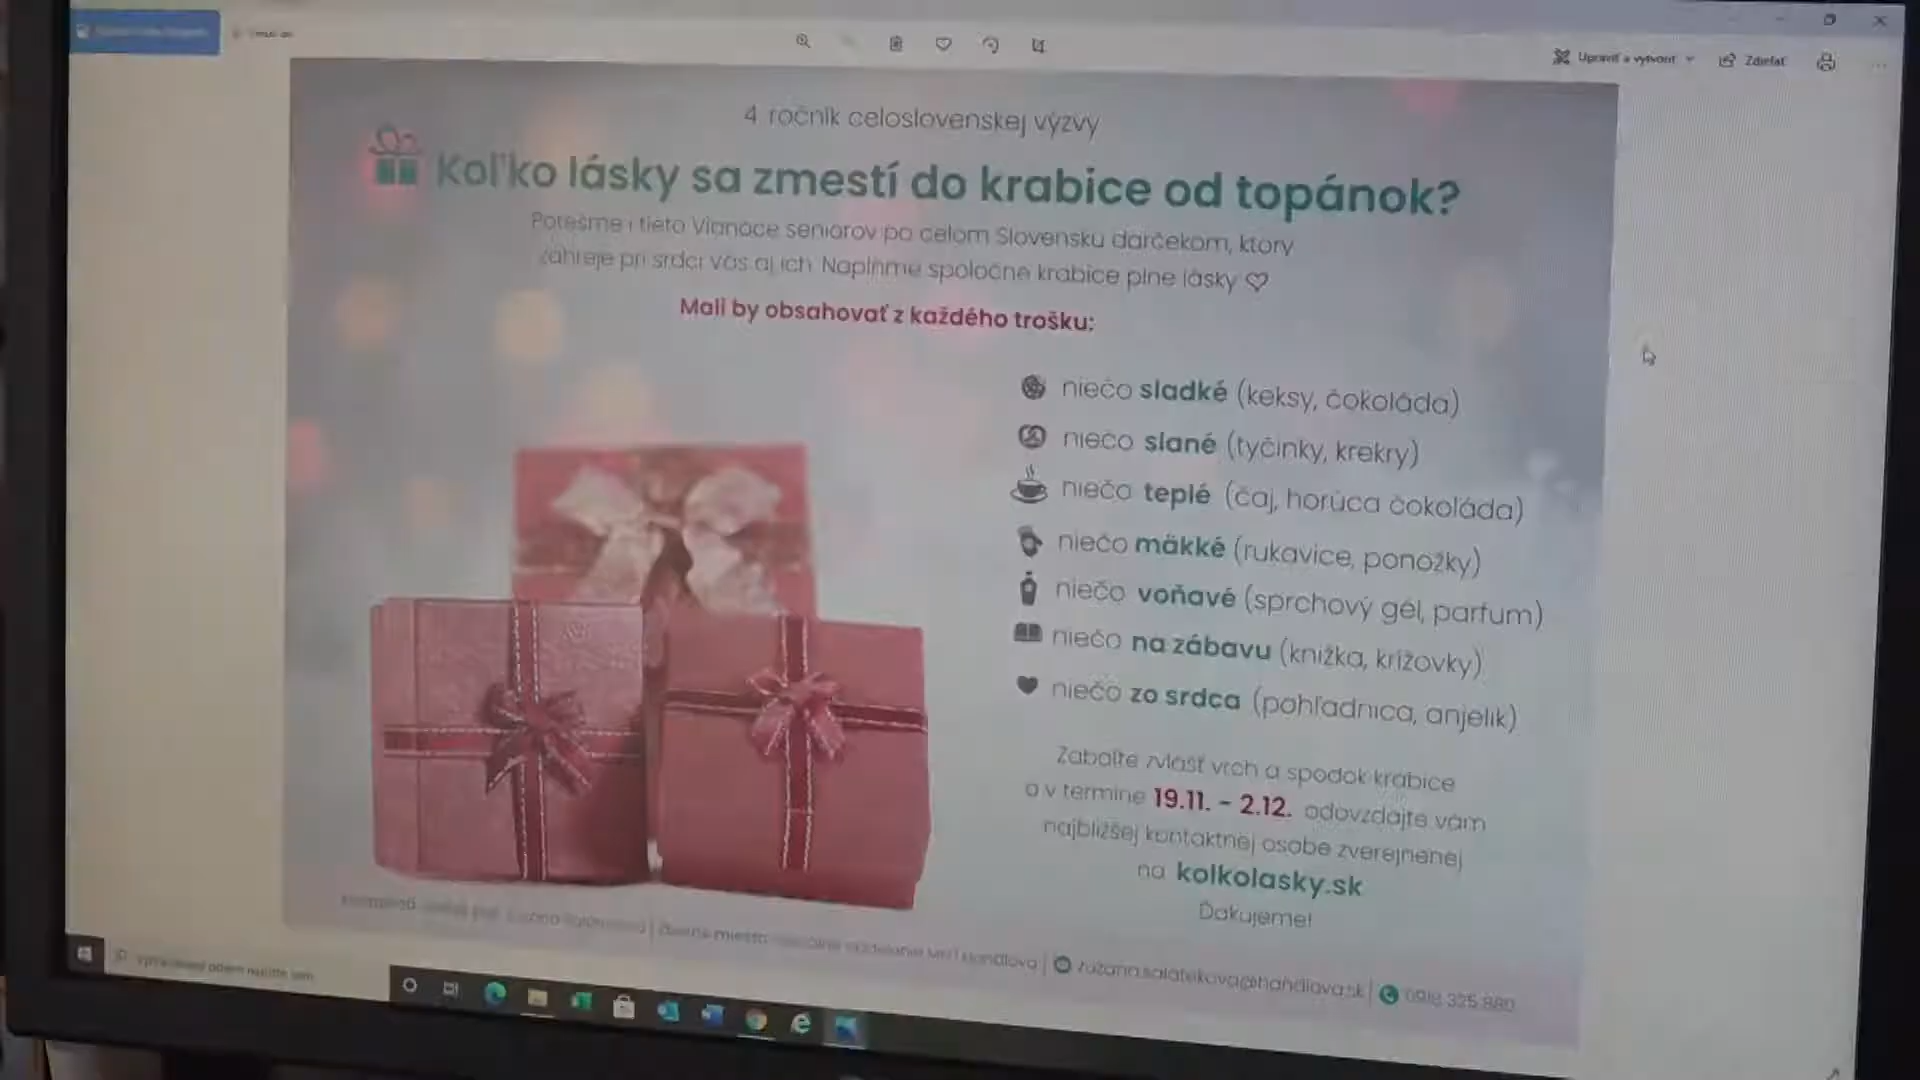 Upraviť a vytvoriť
Zdieľať
4 ročník celoslovenskej výzvy
Koľko lásky sa zmestí do krabice od topánok?
Potešme i tieto Vianoce seniorov po celom Slovensku darčekom, ktorý
zahreje pri srdci vás aj ich Naplňme spoločne krabice plne lásky ♡
Mali by obsahovať z každého trošku:
niečo sladké (keksy, čokoláda)
niečo slané (tyčinky, krekry)
niečo teplé (čaj, horúca čokoláda)
niečo mäkké (rukavice, ponožky)
niečo voňavé (sprchový gél, parfum)
niečo na zábavu (knižka, krížovky)
niečo zo srdca (pohľadnica, anjelik)
Zabaľte zvlášť vrch a spodok krabice
a v termíne 19.11. - 2.12. odovzdajte vám
najbližšej kontaktnej osobe zverejnenej
na kolkolasky.sk
Ďakujeme!
zuzana.salatekova@handlova.sk | 0918 325 880